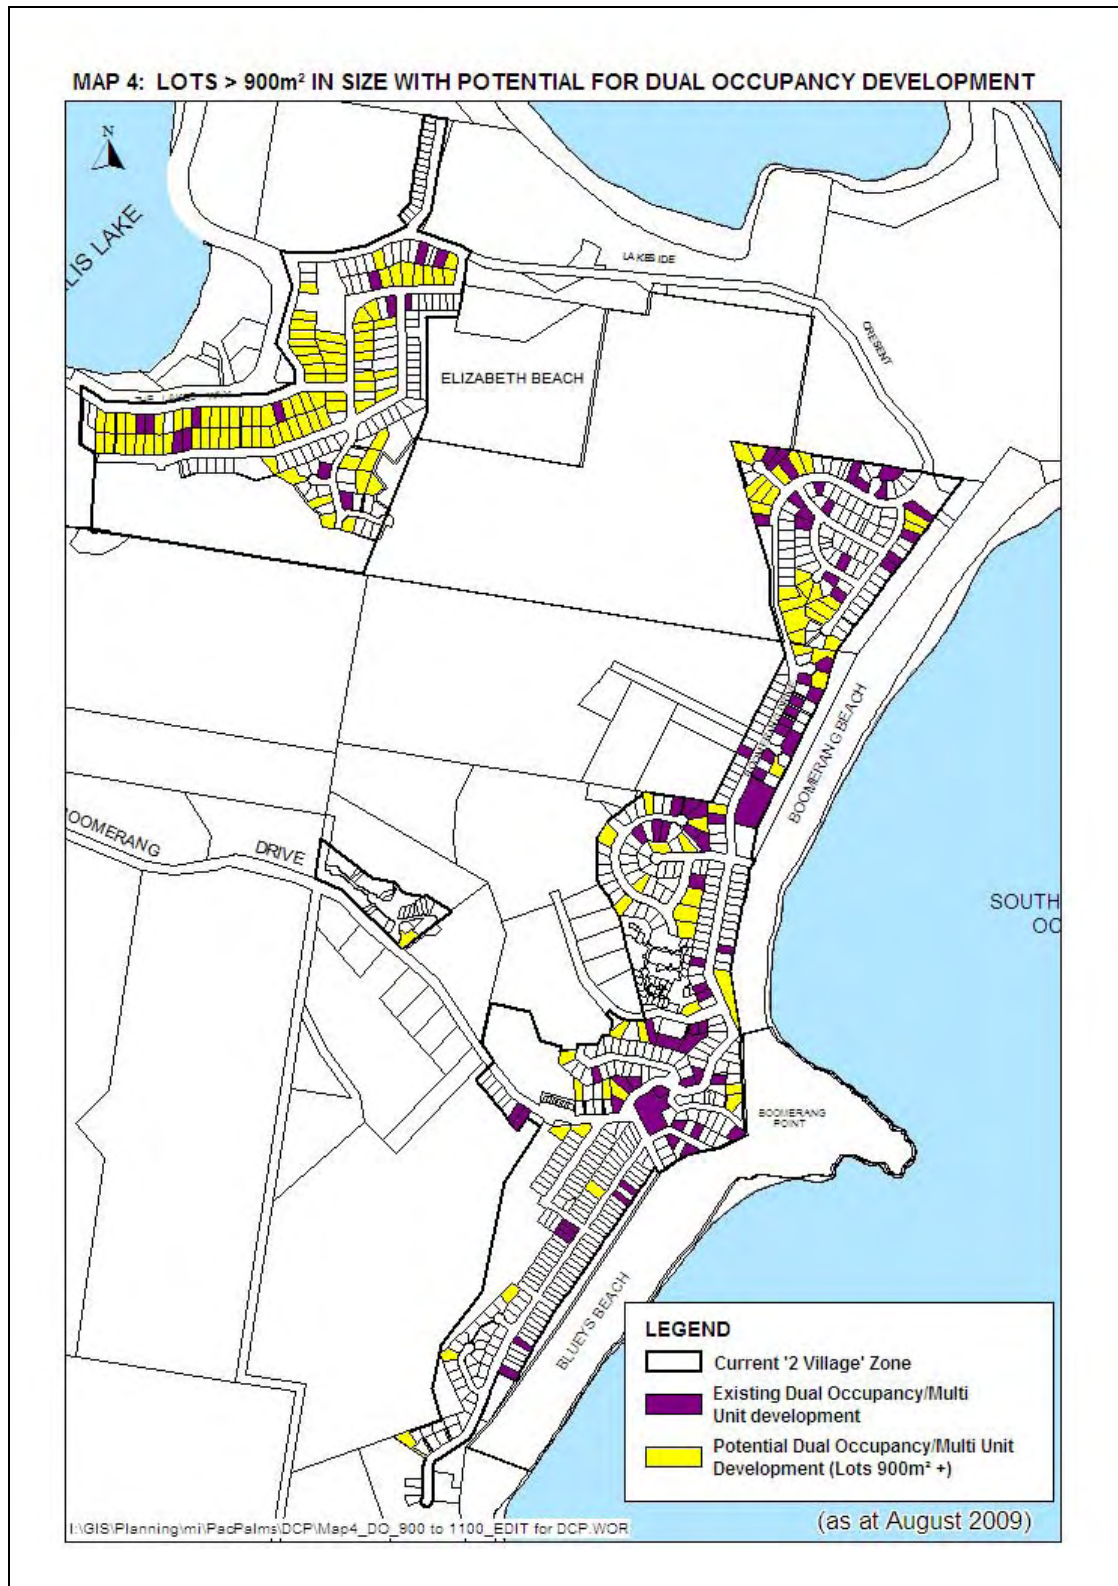 MAP 4: LOTS > 900m² IN SIZE WITH POTENTIAL FOR DUAL OCCUPANCY DEVELOPMENT
N
LIS LAKE
LAKESIDE
CRESENT
ELIZABETH BEACH
THE LAKES WAY
BOOMERANG BEACH
BOOMERANG
DRIVE
SOUTH
OC
BOOMERANG
POINT
BLUEYS BEACH
LEGEND
Current '2 Village' Zone
Existing Dual Occupancy/Multi
Unit development
Potential Dual Occupancy/Multi Unit
Development (Lots 900m² +)
(as at August 2009)
I:\GIS\Planning\mi\PacPalms\DCP\Map4_DO_900 to 1100_EDIT for DCP.WOR